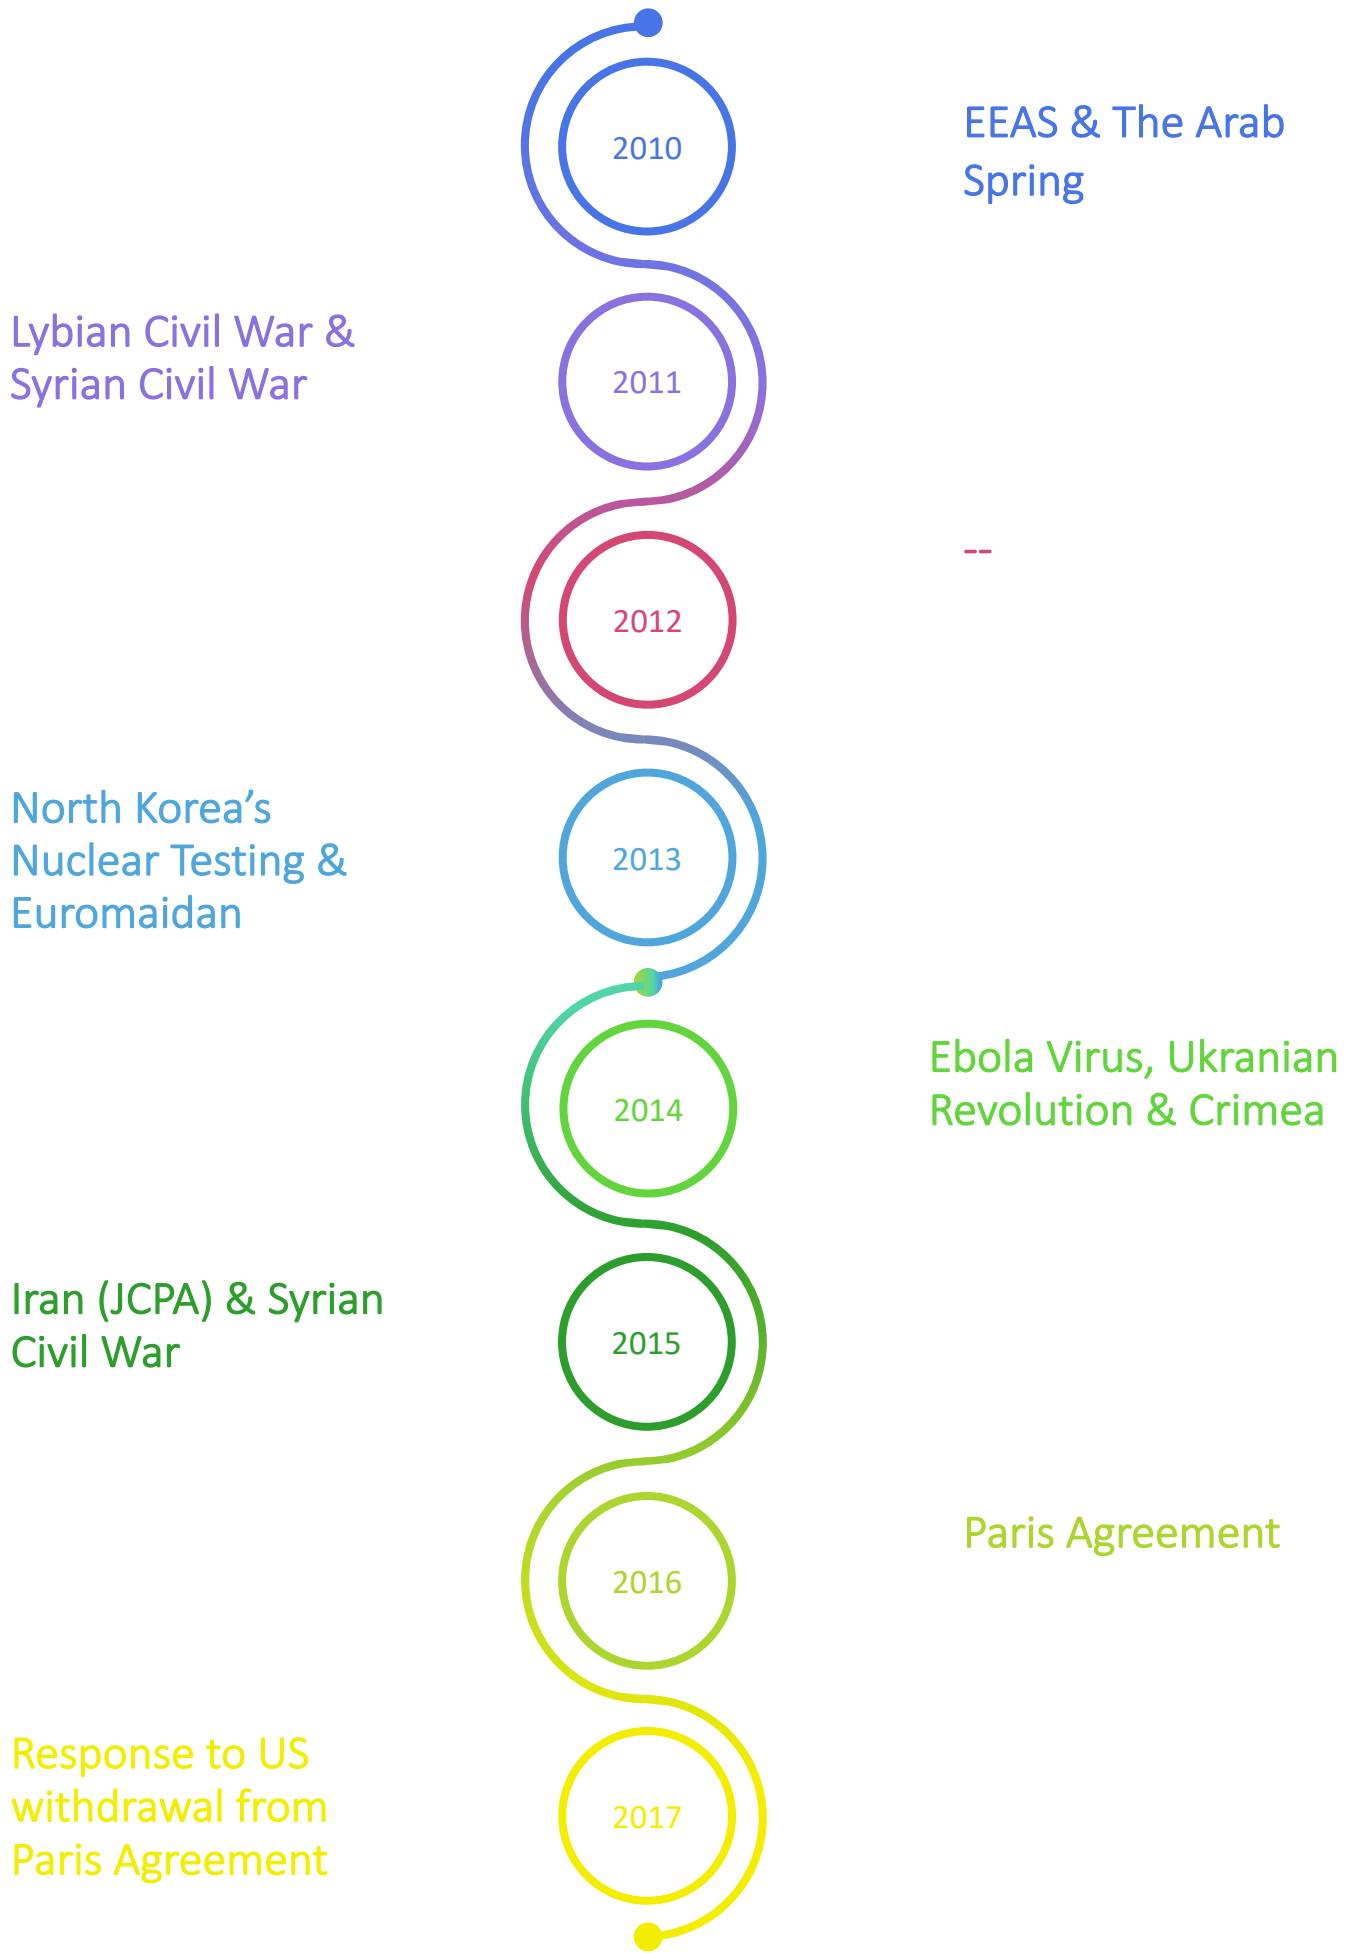 2010
EEAS & The Arab
Spring
Lybian Civil War &
Syrian Civil War
2011
--
2012
North Korea’s
Nuclear Testing &
Euromaidan
2013
Ebola Virus, Ukranian
Revolution & Crimea
2014
Iran (JCPA) & Syrian
Civil War
2015
Paris Agreement
2016
Response to US
withdrawal from
Paris Agreement
2017